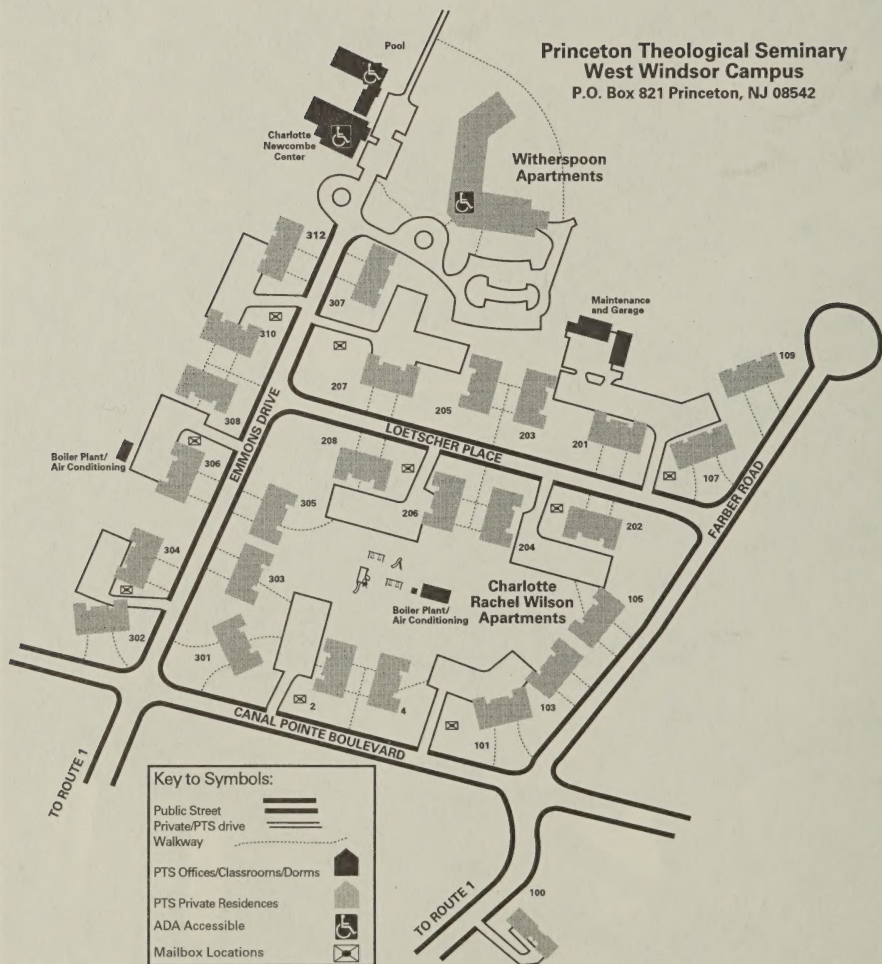 Princeton Theological Seminary
West Windsor Campus
P.O. Box 821 Princeton, NJ 08542
Pool
Charlotte
Newcombe
Center
Witherspoon
Apartments
312
307
310
Maintenance
and Garage
109
207
205
203
201
107
308
EMMONS DRIVE
LOETSCHER PLACE
FARBER ROAD
208
Boiler Plant/
Air Conditioning
306
305
206
204
202
304
303
Boiler Plant/
Air Conditioning
Charlotte
Rachel Wilson
Apartments
105
302
301
2
4
101
103
CANAL POINTE BOULEVARD
TO ROUTE 1
Key to Symbols:
Public Street
Private/PTS drive
Walkway
PTS Offices/Classrooms/Dorms
PTS Private Residences
ADA Accessible
Mailbox Locations
TO ROUTE 1
100